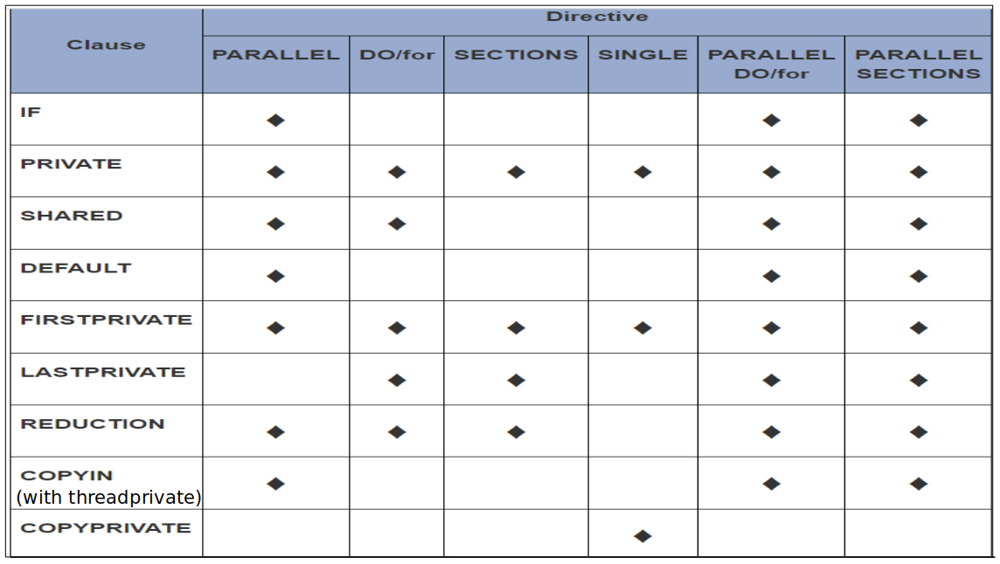 Directive
Clause
PARALLEL DO/for SECTIONS SINGLE PARALLEL DO/for PARALLEL SECTIONS
IF ◆ ◆ ◆
PRIVATE ◆ ◆ ◆ ◆ ◆ ◆
SHARED ◆ ◆ ◆ ◆
DEFAULT ◆ ◆ ◆
FIRSTPRIVATE ◆ ◆ ◆ ◆ ◆ ◆
LASTPRIVATE ◆ ◆ ◆ ◆
REDUCTION ◆ ◆ ◆ ◆ ◆
COPYIN ◆ ◆ ◆
(with threadprivate)
COPYPRIVATE ◆